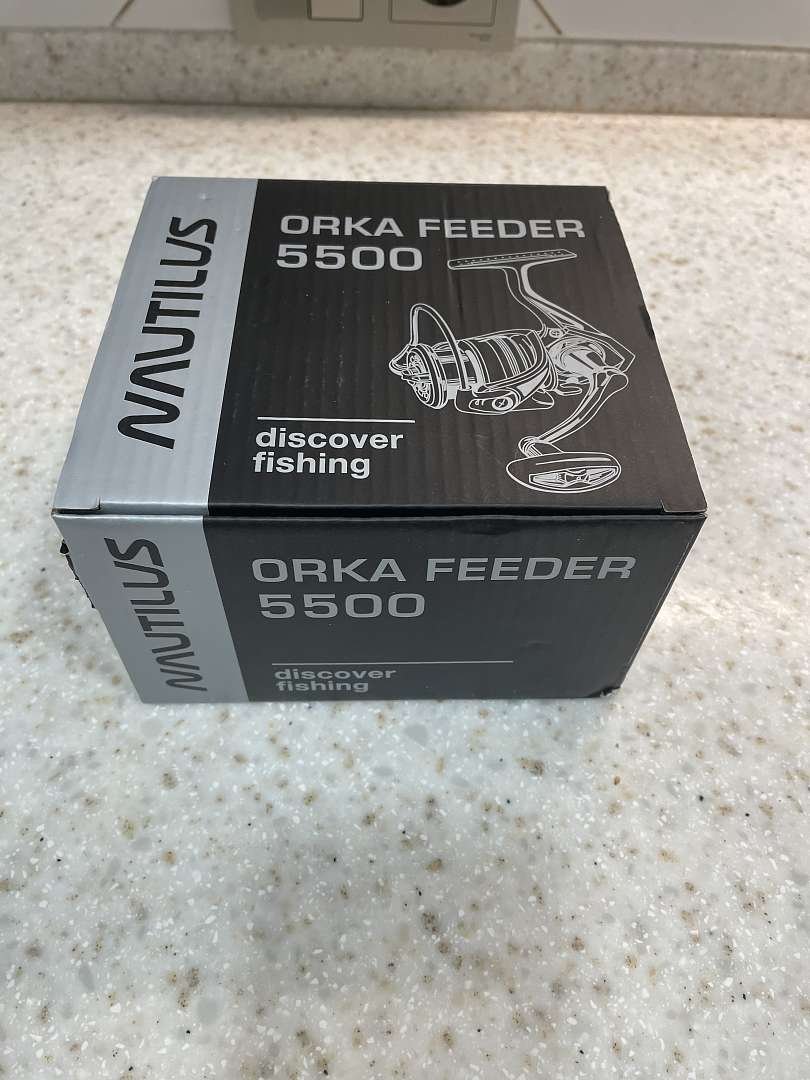 NAUTILUS
ORKA FEEDER
5500
discover
fishing
NAUTILUS
ORKA FEEDER
5500
discover
fishing